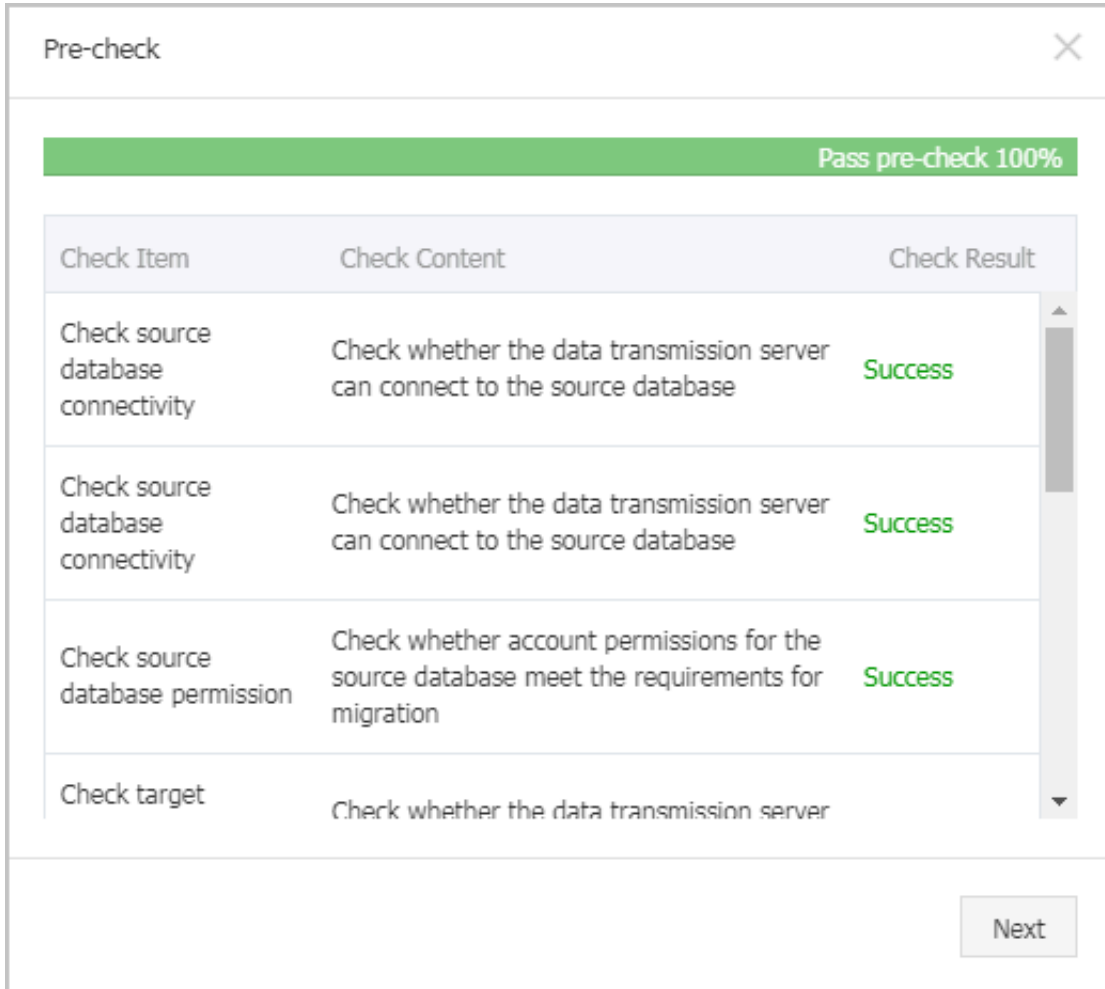 Pre-check
Pass pre-check 100%
Check Item Check Content Check Result
Check source
database
connectivity
Check whether the data transmission server
can connect to the source database
Success
Check source
database
connectivity
Check whether the data transmission server
can connect to the source database
Success
Check source
database permission
Check whether account permissions for the
source database meet the requirements for
migration
Success
Check target
Check whether the data transmission server
Next